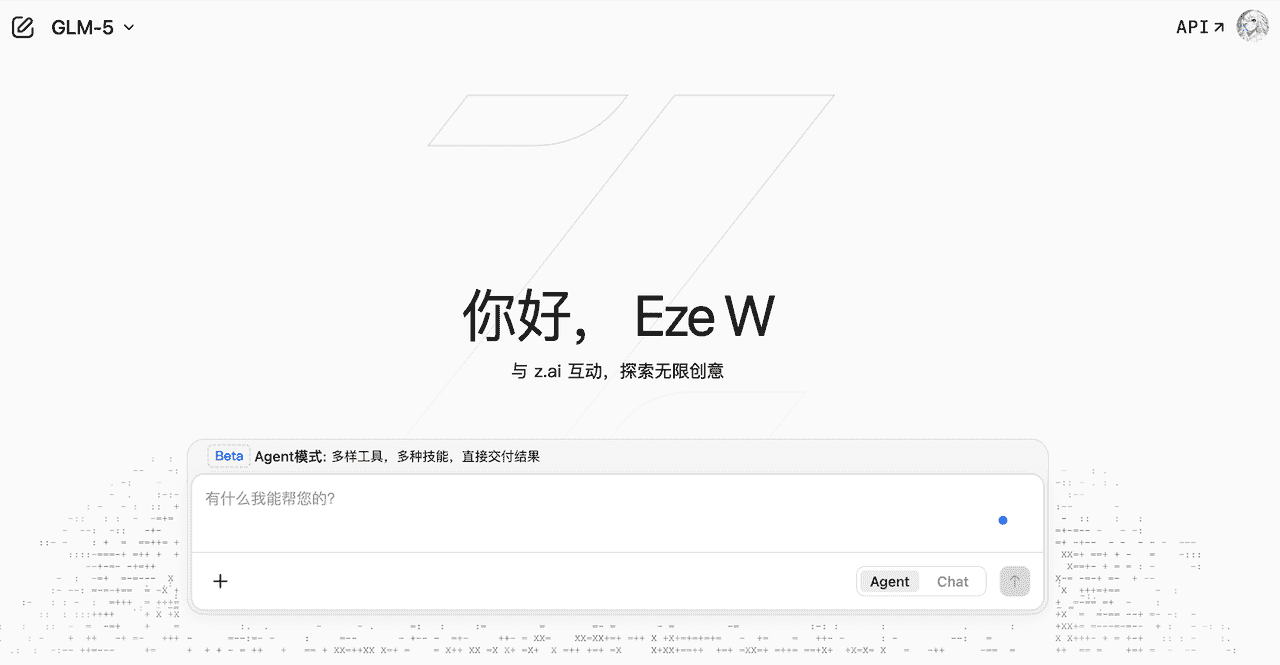 GLM-5
API↗
你好， Eze W
与 z.ai 互动，探索无限创意
Beta Agent模式: 多样工具，多种技能，直接交付结果
有什么我能帮您的?
Agent Chat